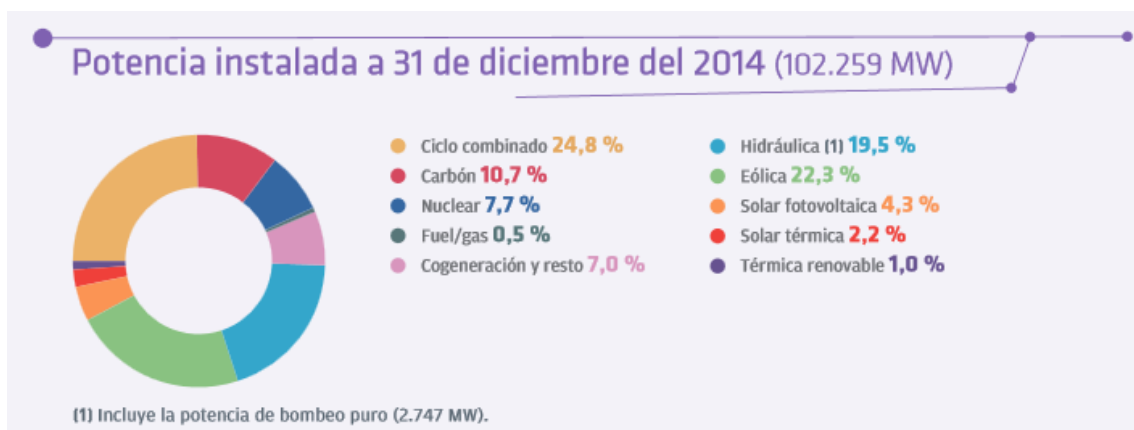 Potencia instalada a 31 de diciembre del 2014 (102.259 MW)
Ciclo combinado 24,8 %
Carbón 10,7 %
Nuclear 7,7 %
Fuel/gas 0,5 %
Cogeneración y resto 7,0 %
Hidráulica (1) 19,5 %
Eólica 22,3 %
Solar fotovoltaica 4,3 %
Solar térmica 2,2 %
Térmica renovable 1,0 %
(1) Incluye la potencia de bombeo puro (2.747 MW).